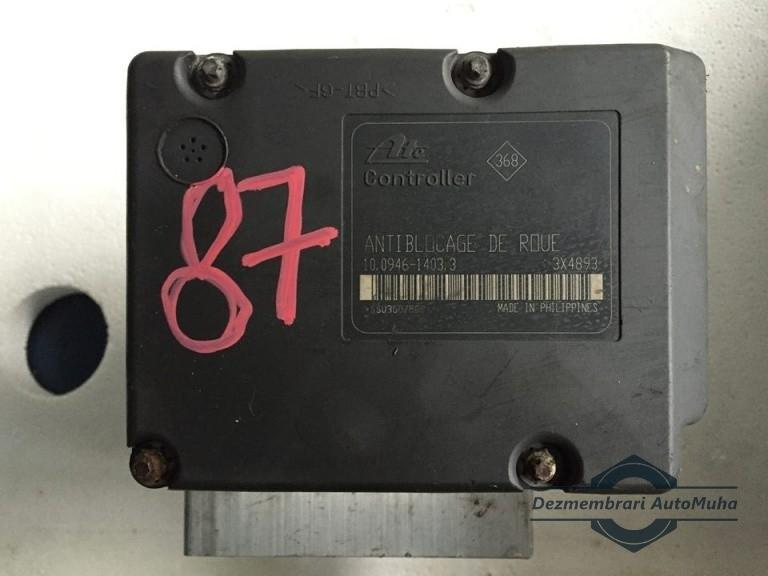 >PBT-GF<
Ate
368
Controller
87
ANTIBLOCAGE DE ROUE
10.0946-1403.3 3X4893
MADE IN PHILIPPINES
Dezmembrari AutoMuha